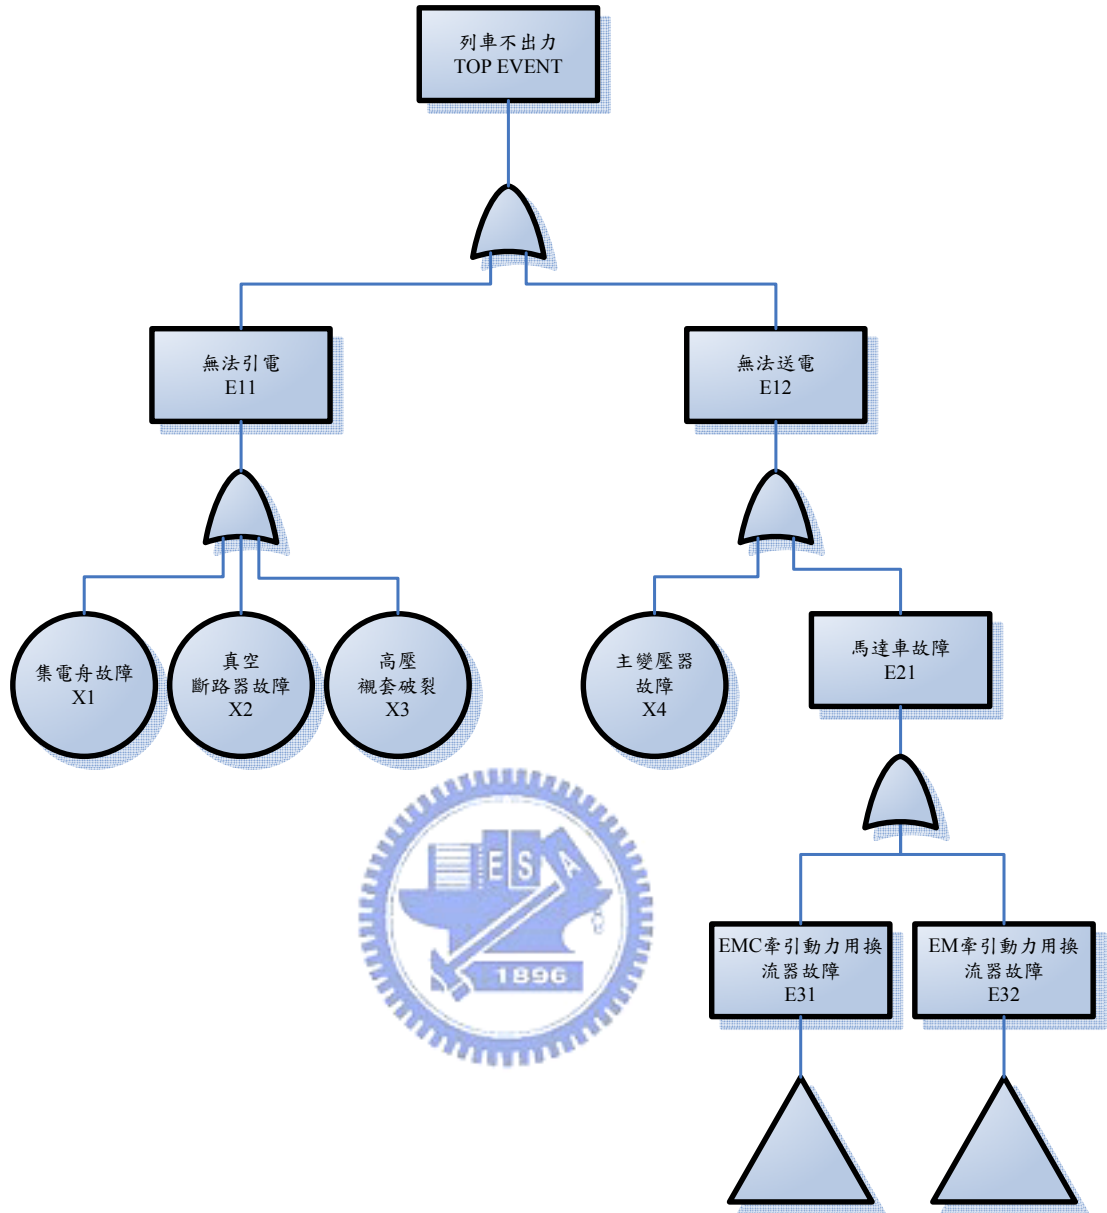 列車不出力
TOP EVENT
無法引電
E11
無法送電
E12
集電舟故障
X1
真空
斷路器故障
X2
高壓
襯套破裂
X3
主變壓器
故障
X4
馬達車故障
E21
ESA
1896
EMC牽引動力用換
流器故障
E31
EM牽引動力用換
流器故障
E32